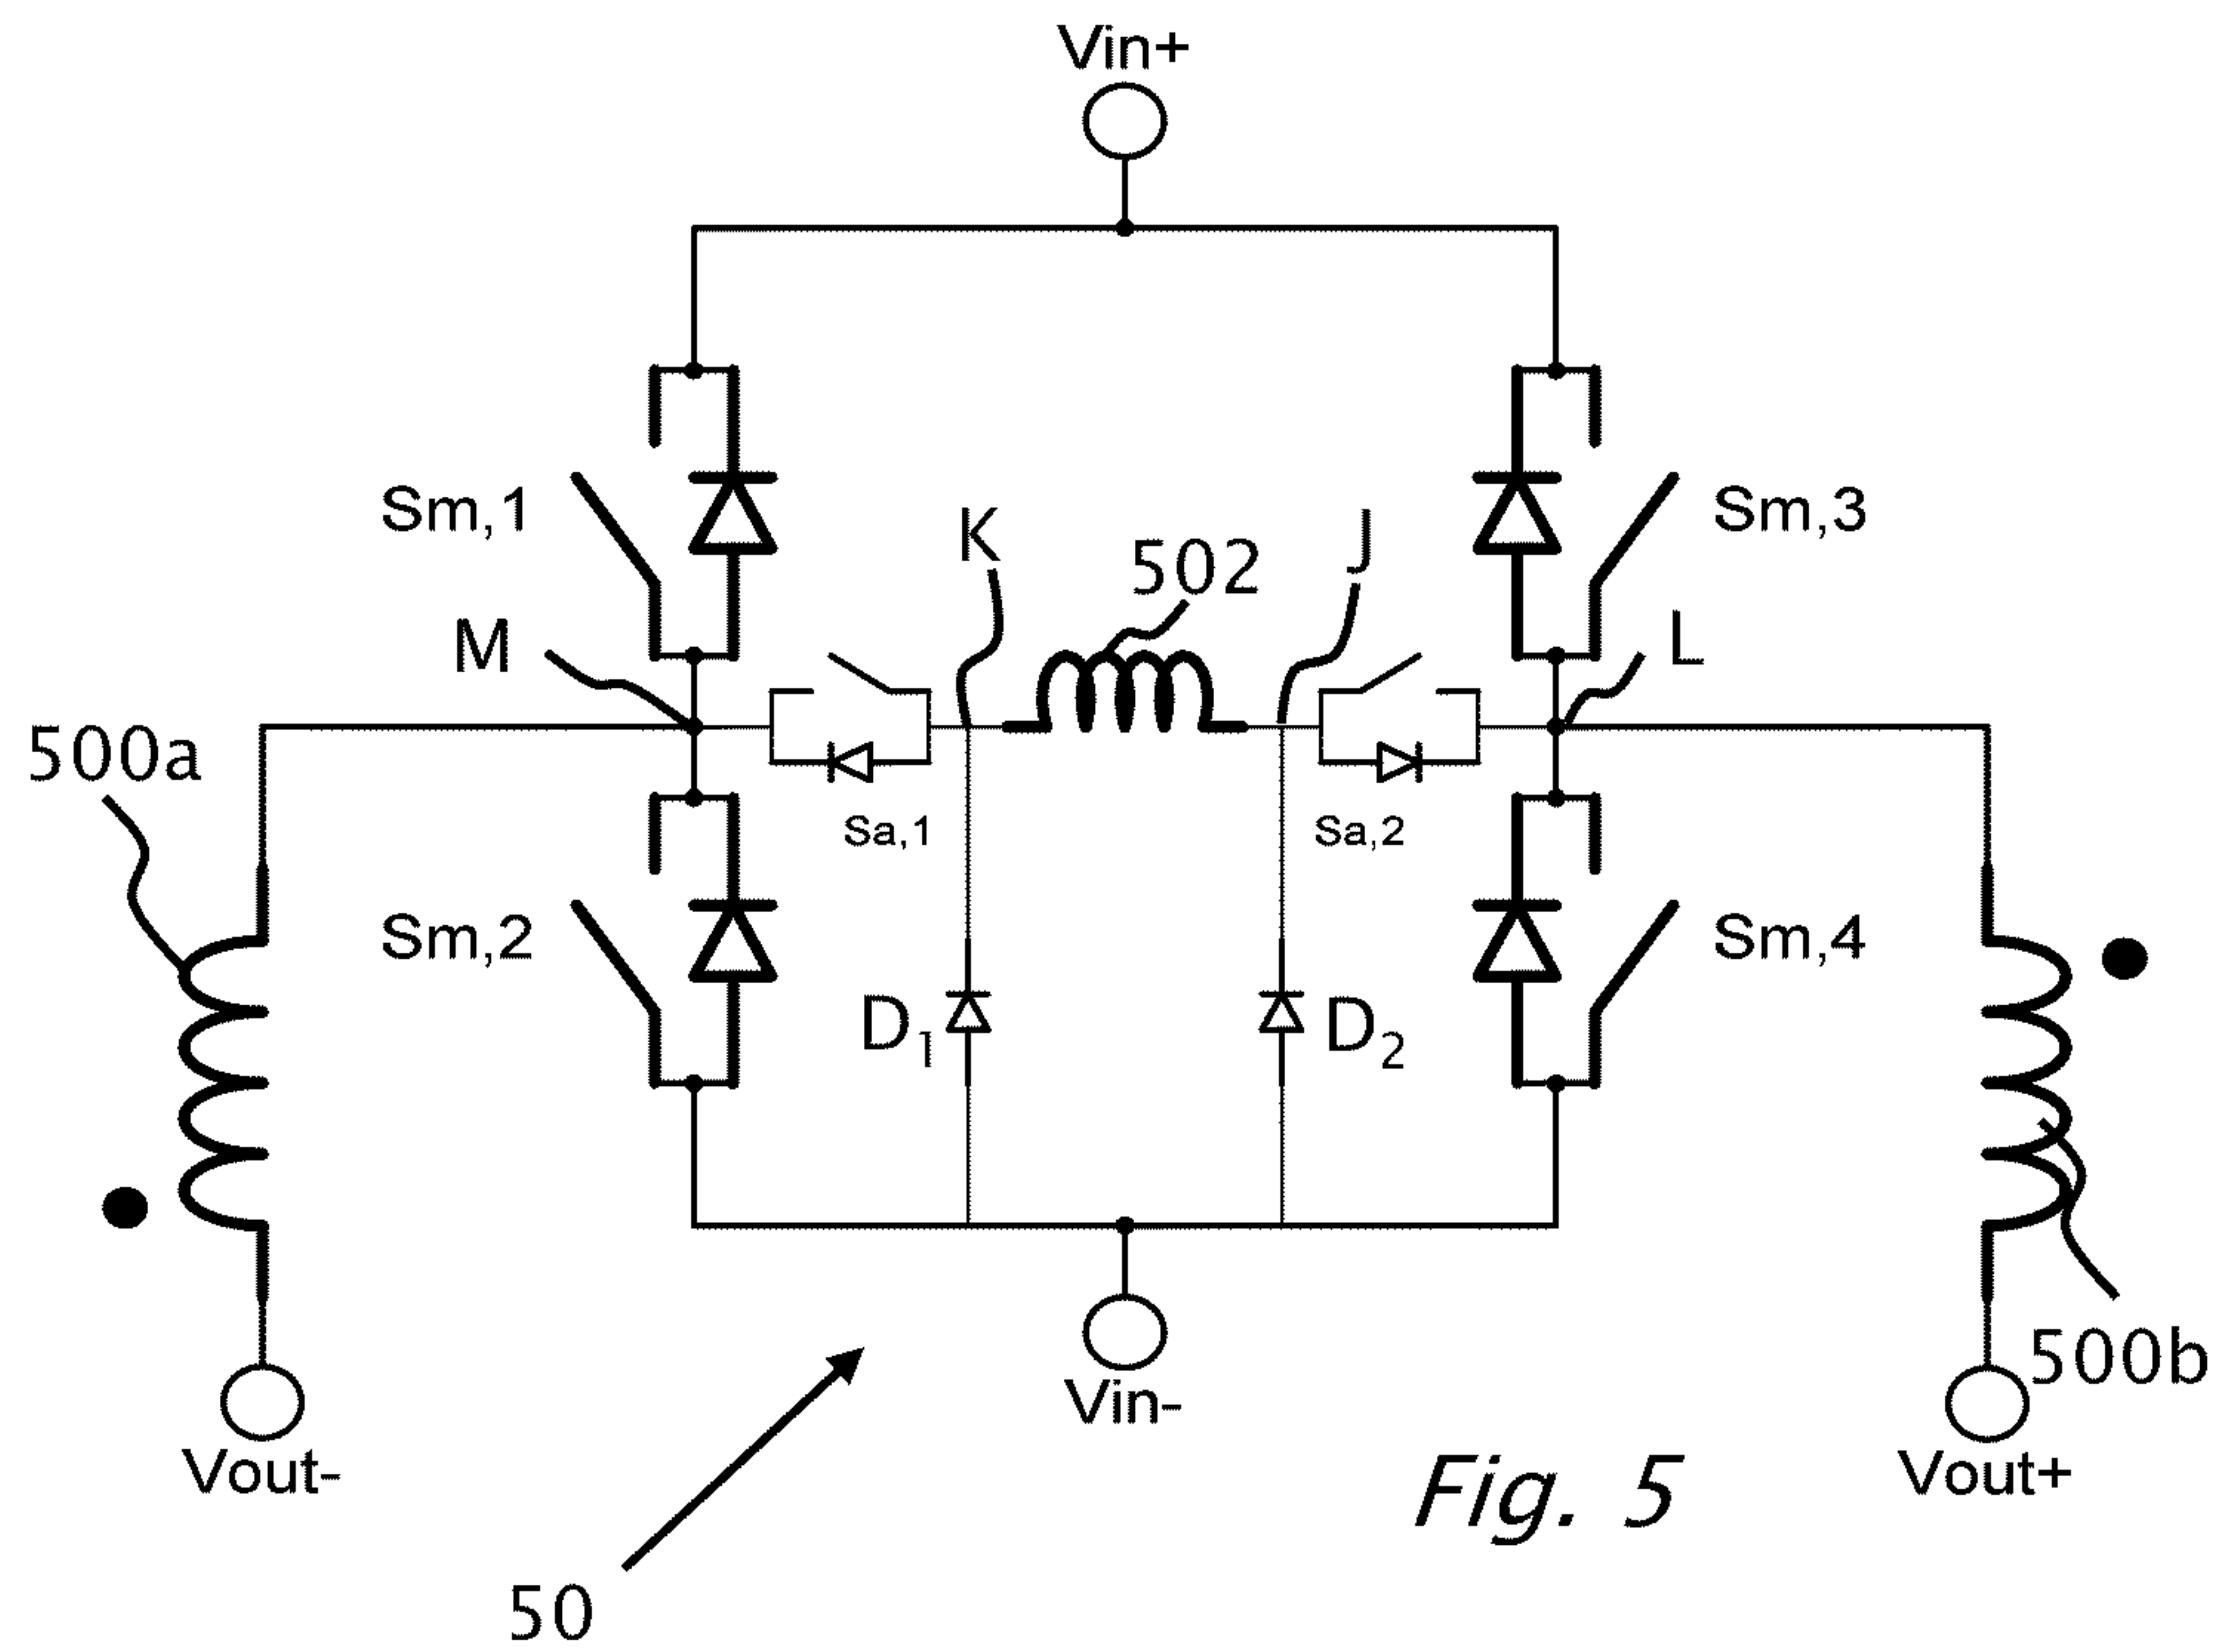 Vin+
Sm,1
K
502
J
Sm,3
M
L
500a
Sa,1
Sa,2
Sm,2
Sm,4
D1
D2
Vin-
500b
Vout-
Vout+
Fig. 5
50